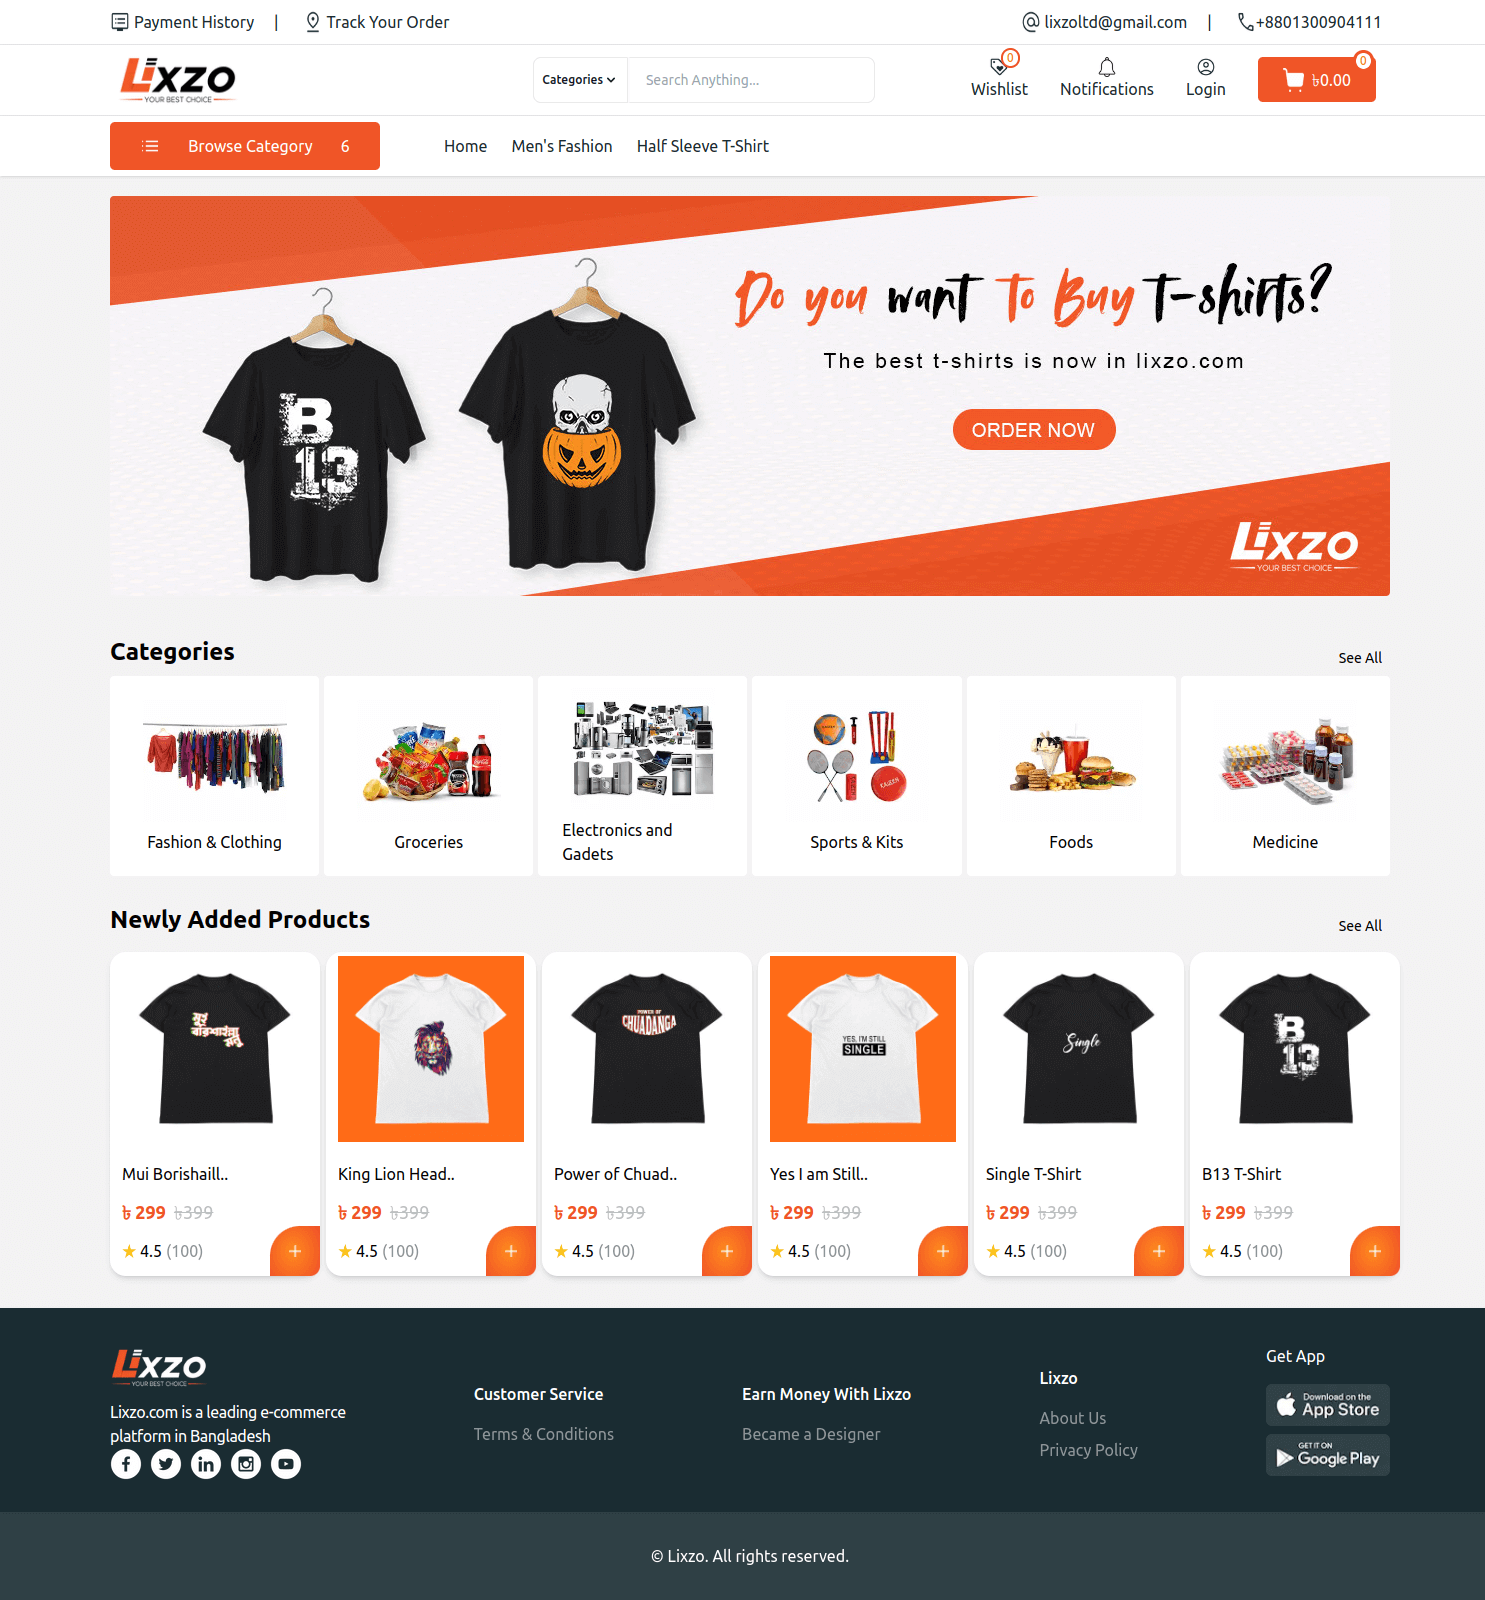 Payment History | Track Your Order
lixzoltd@gmail.com | +8801300904111
LIXZO
YOUR BEST CHOICE
Categories
Search Anything...
0
Wishlist
Notifications
Login
0
৳0.00
Browse Category 6
Home Men's Fashion Half Sleeve T-Shirt
Do you want to Buy T-shirts?
The best t-shirts is now in lixzo.com
ORDER NOW
B
13
LIXZO
YOUR BEST CHOICE
Categories
See All
Fashion & Clothing
Groceries
Electronics and
Gadets
Sports & Kits
Foods
Medicine
Newly Added Products
See All
মুই
বরিশাইল্লা
মনু
POWER OF
CHUADANGA
YES, I'M STILL
SINGLE
Single
B
13
Mui Borishaill..
৳ 299 ৳399
4.5 (100)
+
King Lion Head..
৳ 299 ৳399
4.5 (100)
+
Power of Chuad..
৳ 299 ৳399
4.5 (100)
+
Yes I am Still..
৳ 299 ৳399
4.5 (100)
+
Single T-Shirt
৳ 299 ৳399
4.5 (100)
+
B13 T-Shirt
৳ 299 ৳399
4.5 (100)
+
LIXZO
YOUR BEST CHOICE
Lixzo.com is a leading e-commerce
platform in Bangladesh
Customer Service
Terms & Conditions
Earn Money With Lixzo
Became a Designer
Lixzo
About Us
Privacy Policy
Get App
Download on the
App Store
GET IT ON
Google Play
© Lixzo. All rights reserved.